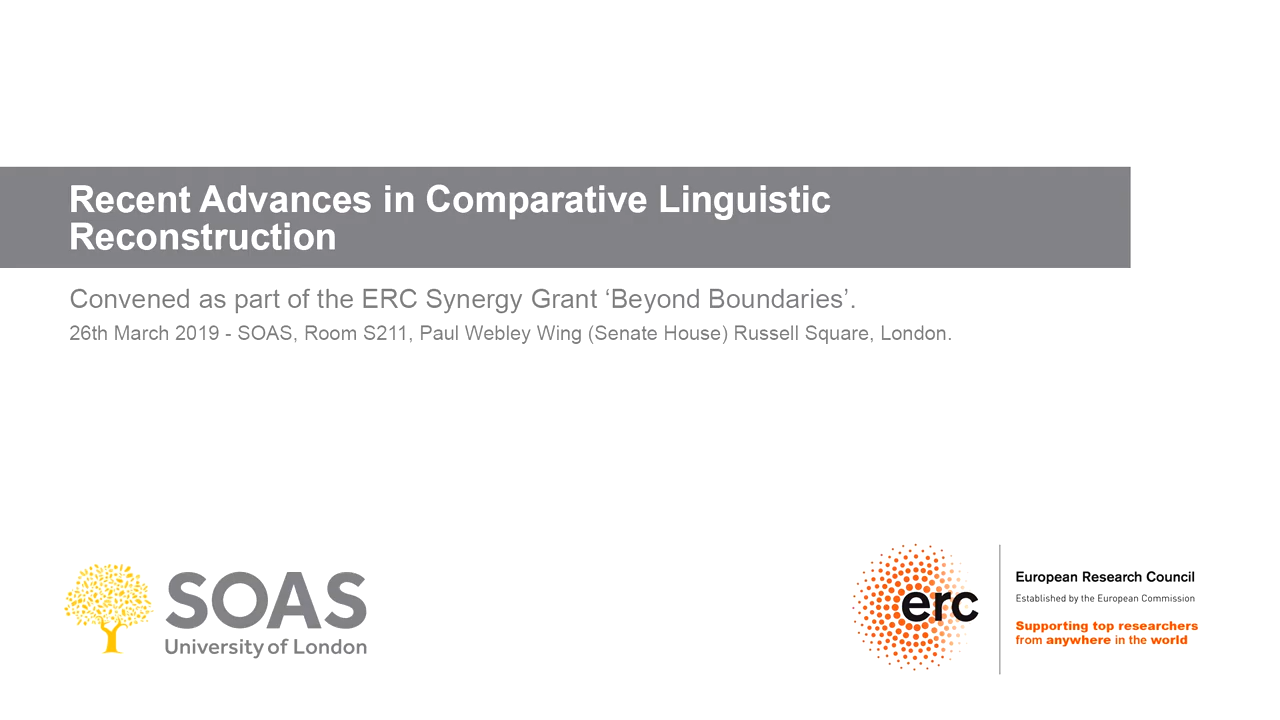 Recent Advances in Comparative Linguistic
Reconstruction
Convened as part of the ERC Synergy Grant ‘Beyond Boundaries’.
26th March 2019 - SOAS, Room S211, Paul Webley Wing (Senate House) Russell Square, London.
SOAS
University of London
erc
European Research Council
Established by the European Commission
Supporting top researchers
from anywhere in the world